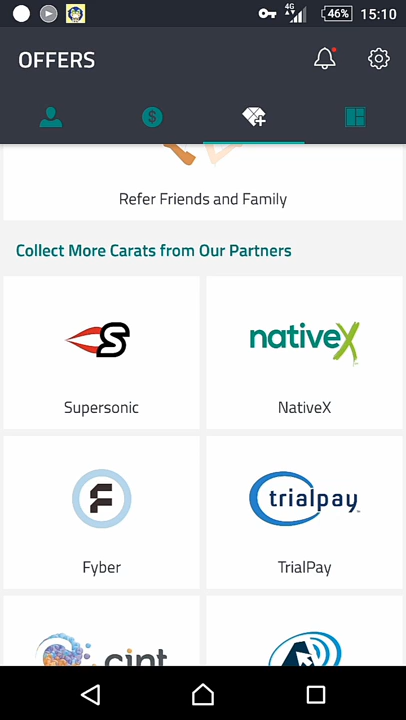 4G
46%
15:10
OFFERS
$
Refer Friends and Family
Collect More Carats from Our Partners
S
nativeX
Supersonic
NativeX
F
trialpay
Fyber
TrialPay
cint
A